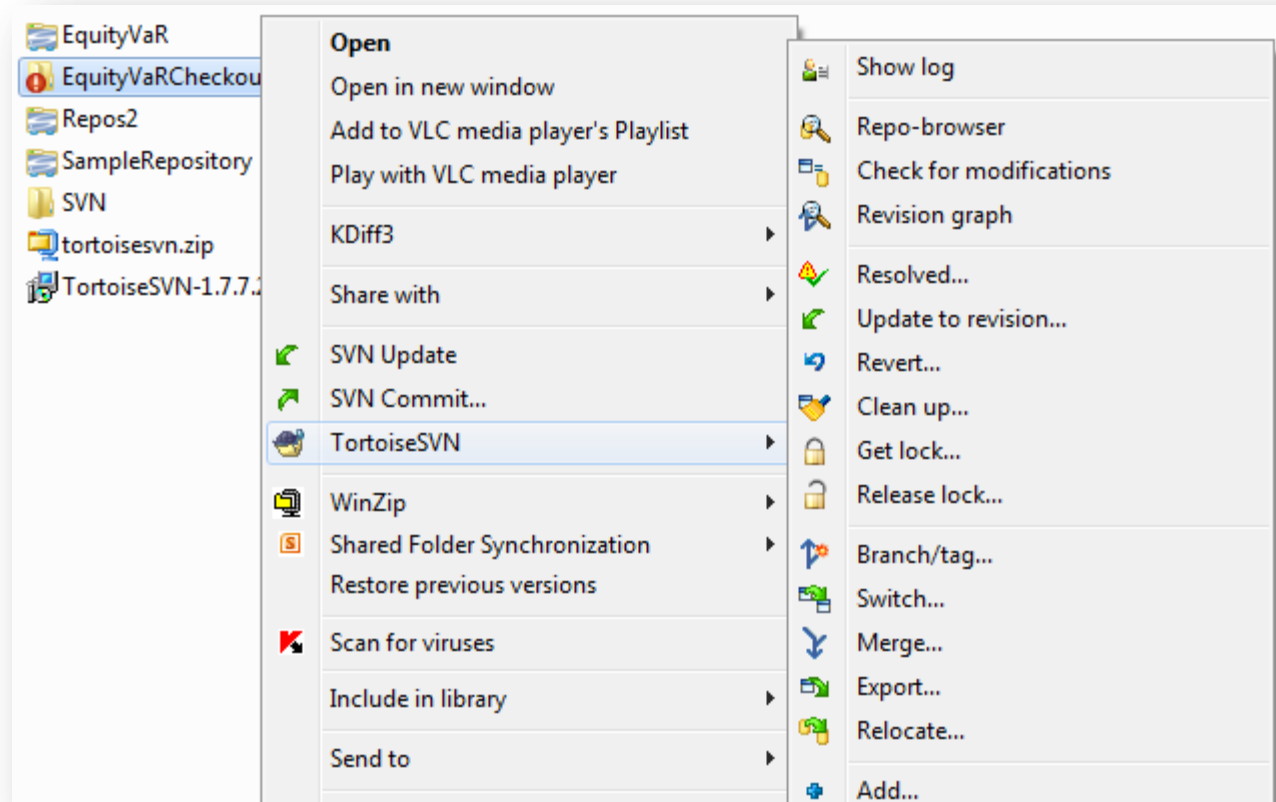 EquityVaR
EquityVaRCheckou
Repos2
SampleRepository
SVN
tortoisesvn.zip
TortoiseSVN-1.7.7.2
Open
Open in new window
Add to VLC media player's Playlist
Play with VLC media player
KDiff3
Share with
SVN Update
SVN Commit...
TortoiseSVN
WinZip
Shared Folder Synchronization
Restore previous versions
Scan for viruses
Include in library
Send to
Show log
Repo-browser
Check for modifications
Revision graph
Resolved...
Update to revision...
Revert...
Clean up...
Get lock...
Release lock...
Branch/tag...
Switch...
Merge...
Export...
Relocate...
Add...